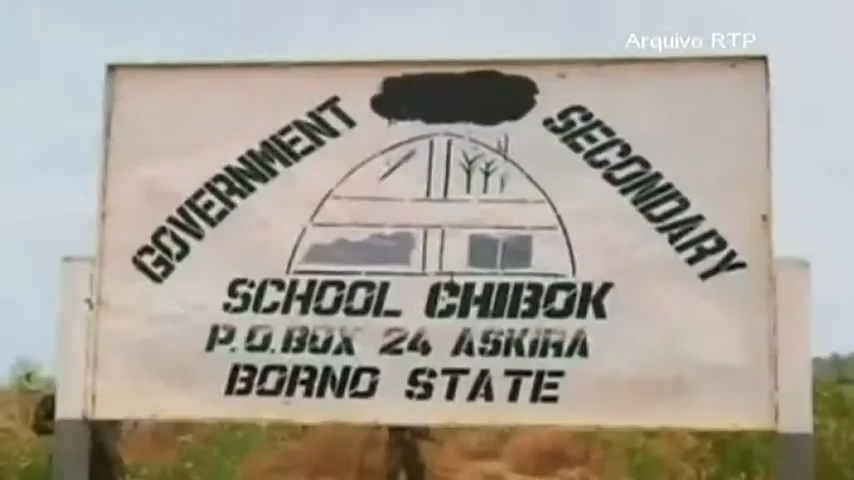 Arquivo RTP
GOVERNMENT SECONDARY
SCHOOL CHIBOK
P.O.BOX 24 ASKIRA
BORNO STATE